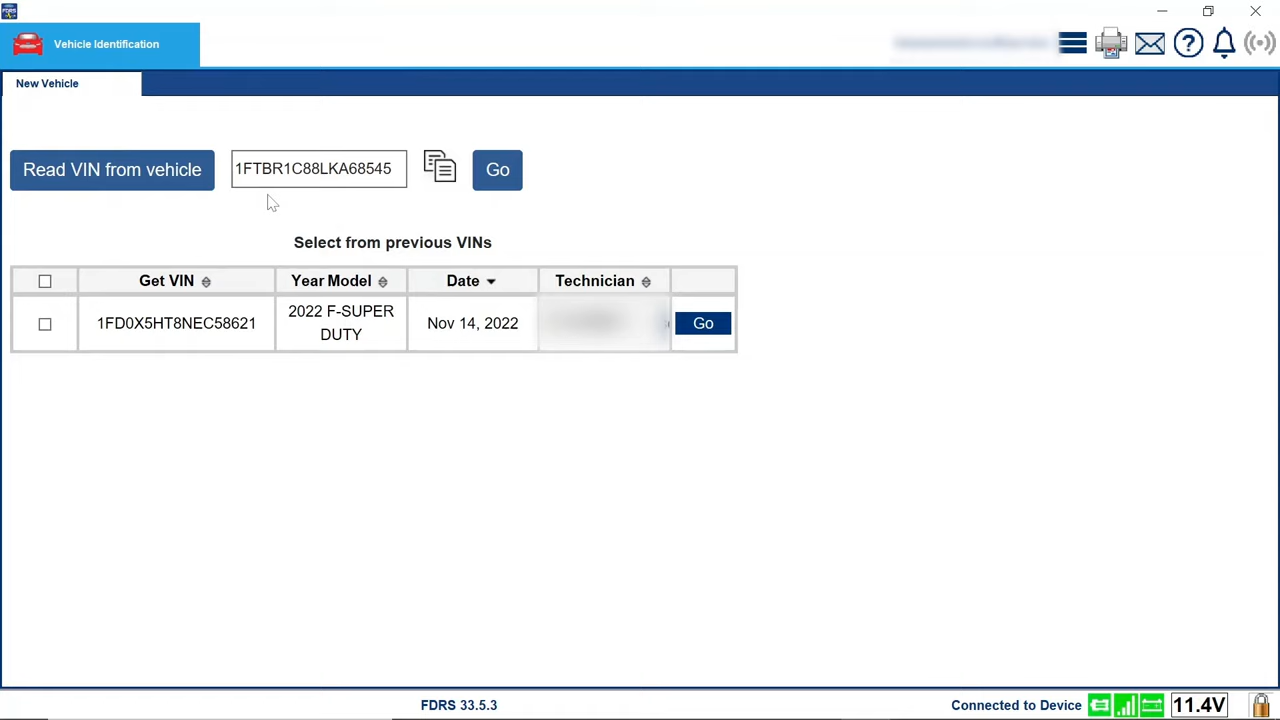 FDRS
Vehicle Identification
New Vehicle
Read VIN from vehicle
1FTBR1C88LKA68545
Go
Select from previous VINs
Get VIN
Year Model
Date
Technician
1FD0X5HT8NEC58621
2022 F-SUPER
DUTY
Nov 14, 2022
Go
FDRS 33.5.3
Connected to Device
11.4V